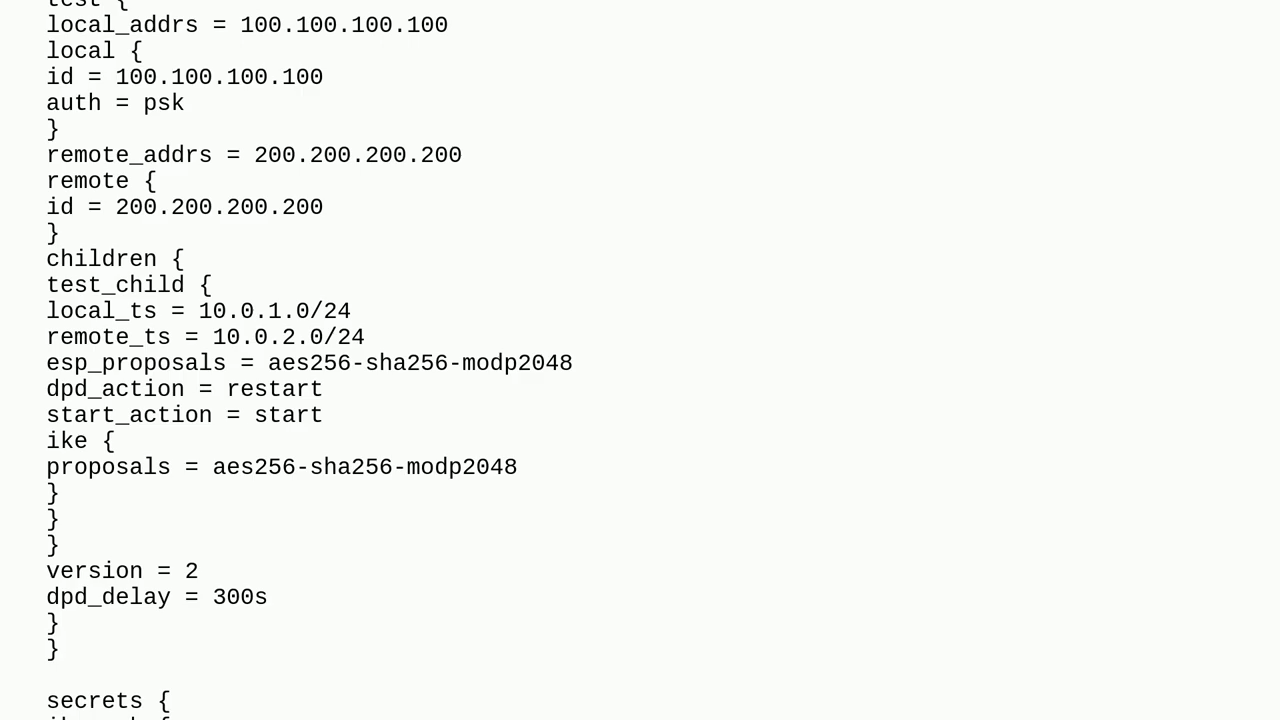 test {
local_addrs = 100.100.100.100
local {
id = 100.100.100.100
auth = psk
}
remote_addrs = 200.200.200.200
remote {
id = 200.200.200.200
}
children {
test_child {
local_ts = 10.0.1.0/24
remote_ts = 10.0.2.0/24
esp_proposals = aes256-sha256-modp2048
dpd_action = restart
start_action = start
ike {
proposals = aes256-sha256-modp2048
}
}
}
version = 2
dpd_delay = 300s
}
}

secrets {